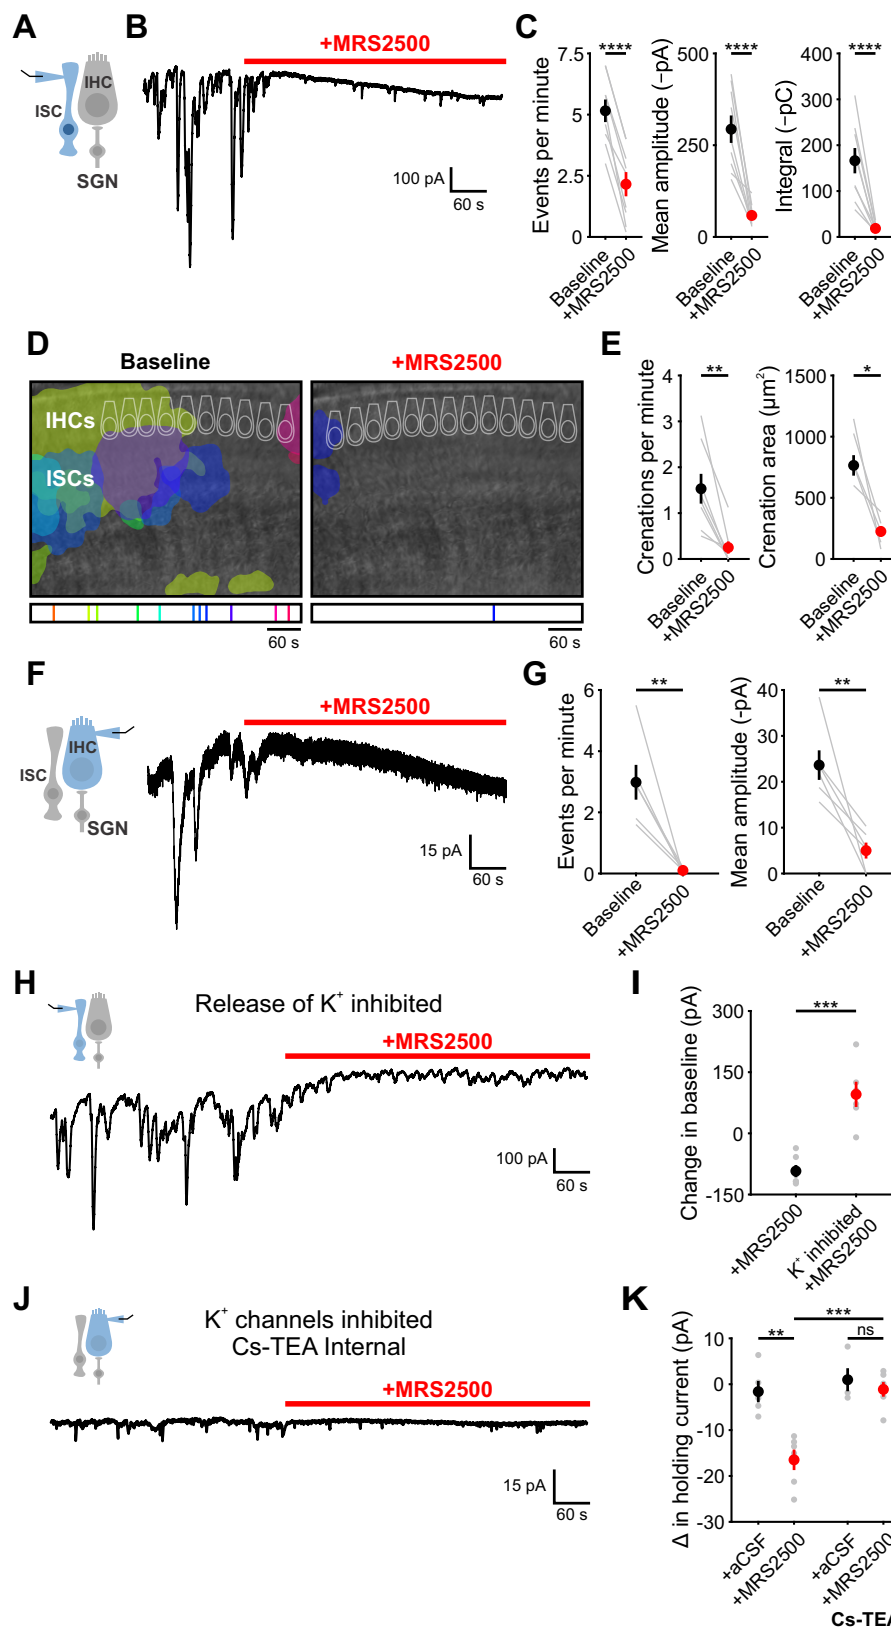 A
IHC
ISC
SGN
B
+MRS2500
100 pA
60 s
C
Events per minute
7.5
5
2.5
0
****
Baseline
+MRS2500
Mean amplitude (−pA)
500
250
0
****
Baseline
+MRS2500
Integral (−pC)
400
300
200
100
0
****
Baseline
+MRS2500
D
Baseline
+MRS2500
IHCs
ISCs
60 s
60 s
E
Crenations per minute
4
3
2
1
0
**
Baseline
+MRS2500
Crenation area (µm²)
1500
1000
500
0
*
Baseline
+MRS2500
F
IHC
ISC
SGN
+MRS2500
15 pA
60 s
G
Events per minute
6
4
2
0
**
Baseline
+MRS2500
Mean amplitude (-pA)
40
30
20
10
0
**
Baseline
+MRS2500
H
Release of K⁺ inhibited
+MRS2500
100 pA
60 s
I
Change in baseline (pA)
300
150
0
-150
***
+MRS2500
K⁺ inhibited
+MRS2500
J
K⁺ channels inhibited
Cs-TEA Internal
+MRS2500
15 pA
60 s
K
Δ in holding current (pA)
10
0
-10
-20
-30
**
***
ns
+aCSF
+MRS2500
+aCSF
+MRS2500
Cs-TEA